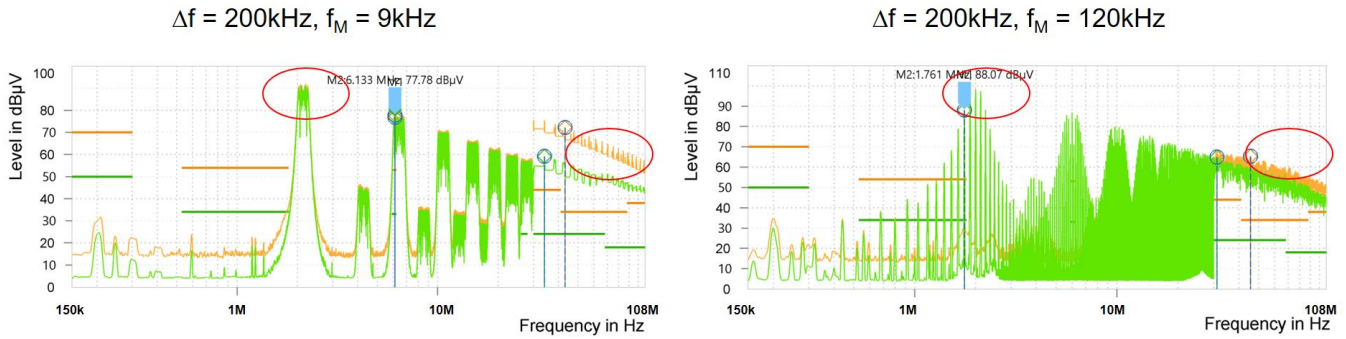 Δf = 200kHz, fM = 9kHz
Δf = 200kHz, fM = 120kHz
Level in dBµV
100
90
80
70
60
50
40
30
20
10
0
M2:6.133 MHz 77.78 dBµV
150k
1M
10M
108M
Frequency in Hz
Level in dBµV
110
90
80
70
60
50
40
30
20
10
0
M2:1.761 MHz 88.07 dBµV
150k
1M
10M
108M
Frequency in Hz